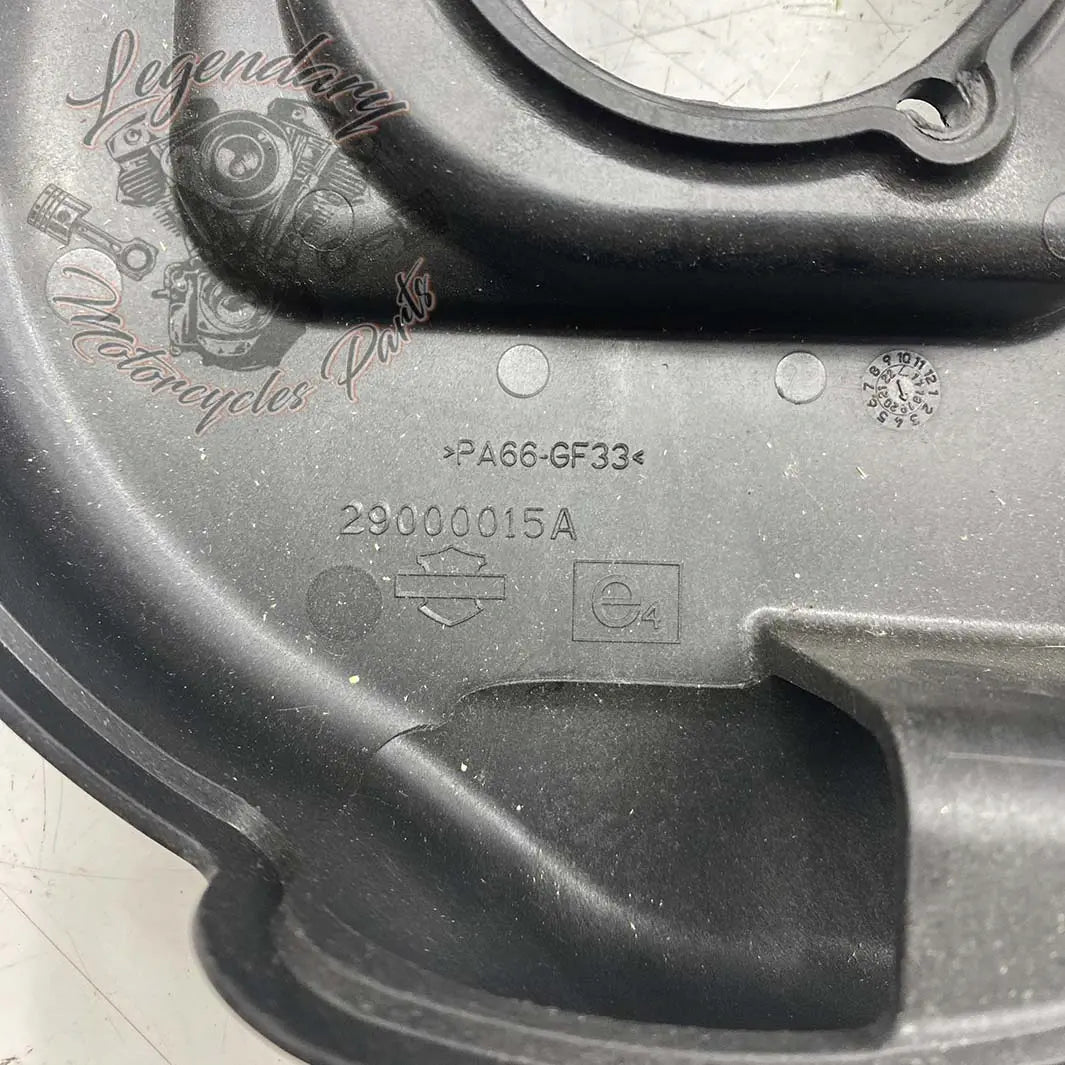 Legendary
Motorcycles Parts
>PA66-GF33<
29000015A
e4